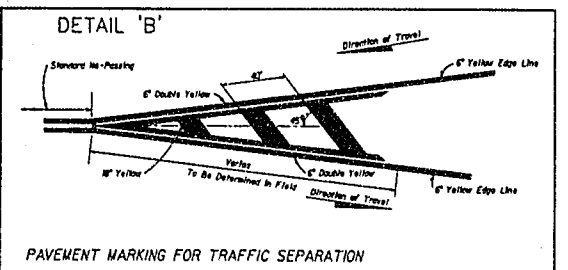 DETAIL 'B'
Direction of Travel
6" Yellow Edge Line
Standard No-Passing
42'
6" Double Yellow
45°
Varies
To Be Determined In Field
18" Yellow
6" Double Yellow
6" Yellow Edge Line
Direction of Travel
PAVEMENT MARKING FOR TRAFFIC SEPARATION